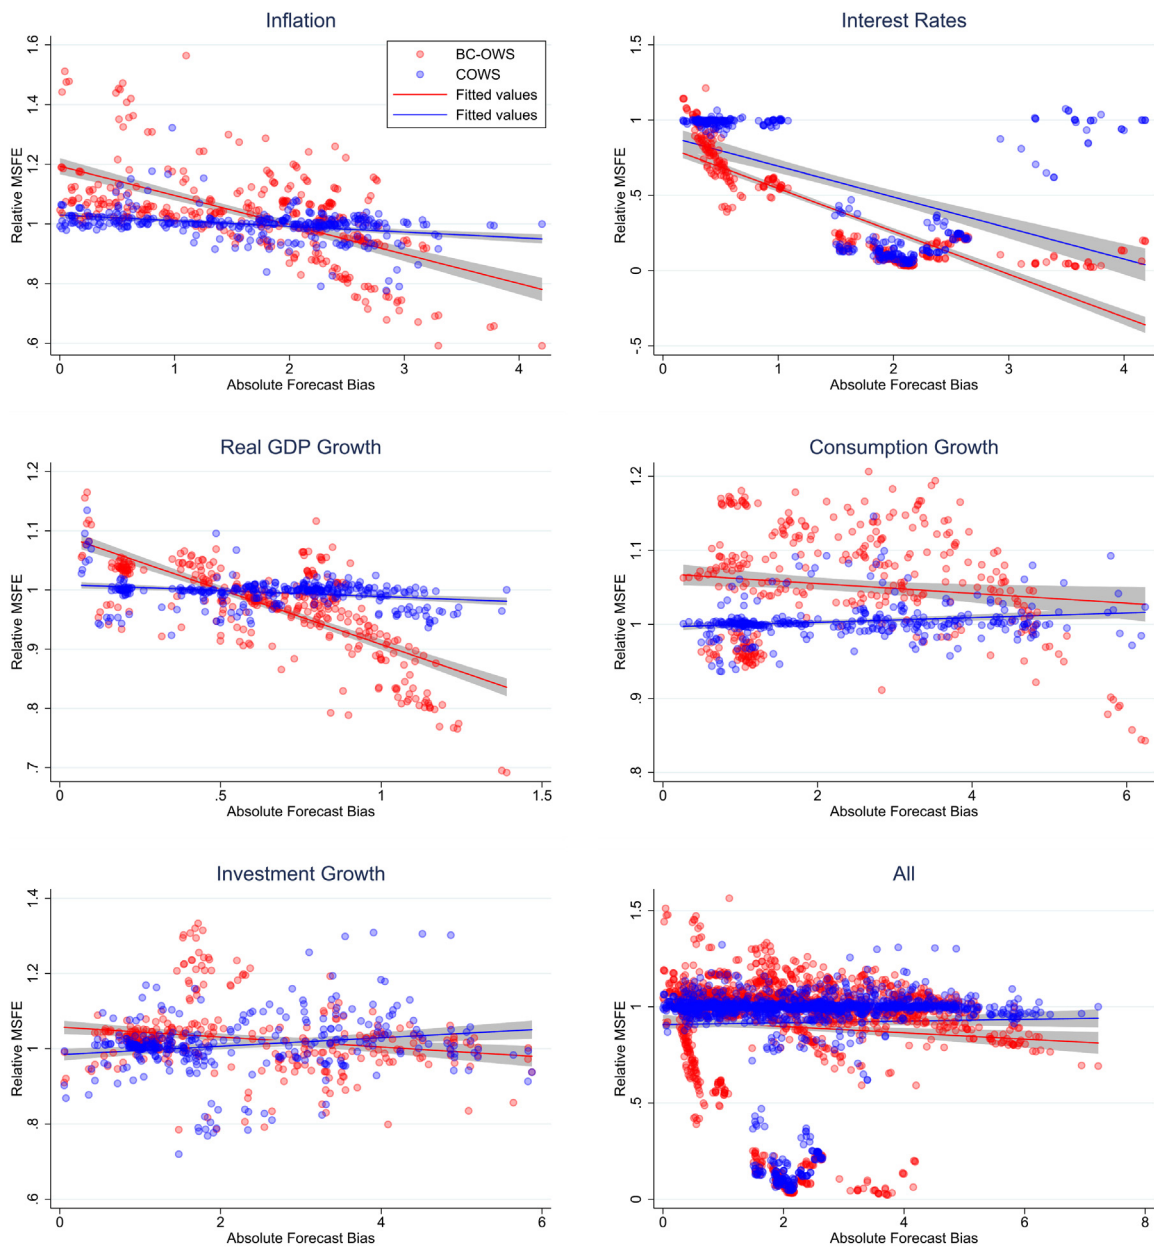 Inflation
Relative MSFE
1.6
1.4
1.2
1
.8
.6
BC-OWS
COWS
Fitted values
Fitted values
0 1 2 3 4
Absolute Forecast Bias
Interest Rates
Relative MSFE
1.5
1
.5
0
-.5
0 1 2 3 4
Absolute Forecast Bias
Real GDP Growth
Relative MSFE
1.2
1.1
1
.9
.8
.7
0 .5 1 1.5
Absolute Forecast Bias
Consumption Growth
Relative MSFE
1.2
1.1
1
.9
.8
0 2 4 6
Absolute Forecast Bias
Investment Growth
Relative MSFE
1.4
1.2
1
.8
.6
0 2 4 6
Absolute Forecast Bias
All
Relative MSFE
1.5
1
.5
0
0 2 4 6 8
Absolute Forecast Bias